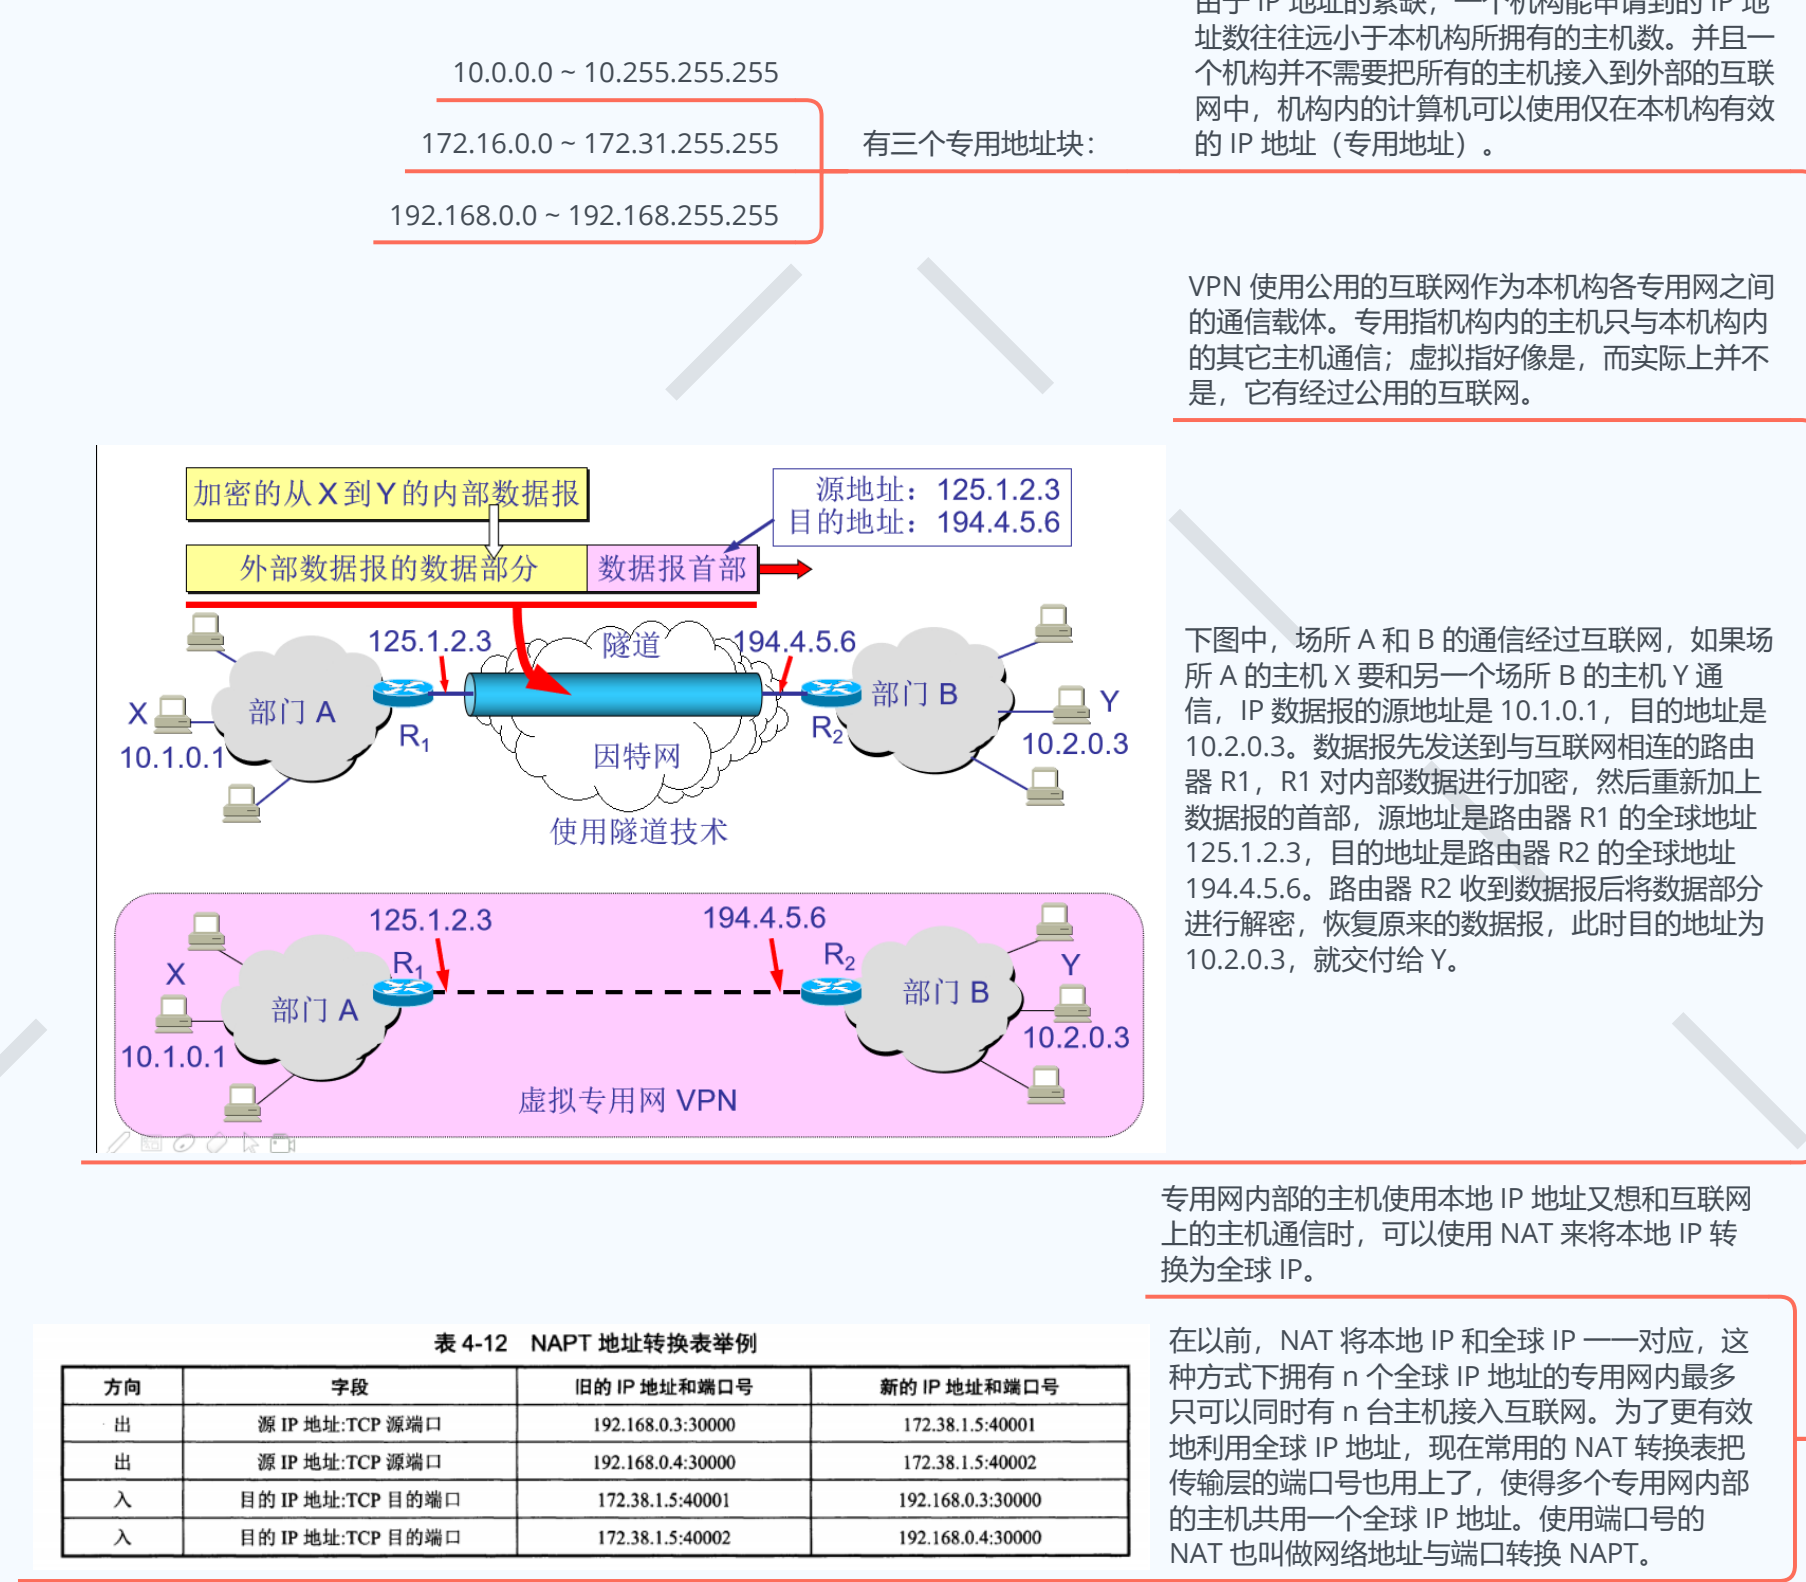 由于 IP 地址的紧缺，一个机构能申请到的 IP 地
址数往往远小于本机构所拥有的主机数。并且一
个机构并不需要把所有的主机接入到外部的互联
网中，机构内的计算机可以使用仅在本机构有效
的 IP 地址（专用地址）。
有三个专用地址块：
10.0.0.0 ~ 10.255.255.255
172.16.0.0 ~ 172.31.255.255
192.168.0.0 ~ 192.168.255.255
VPN 使用公用的互联网作为本机构各专用网之间
的通信载体。专用指机构内的主机只与本机构内
的其它主机通信；虚拟指好像是，而实际上并不
是，它有经过公用的互联网。
加密的从 X 到 Y 的内部数据报
源地址：125.1.2.3
目的地址：194.4.5.6
外部数据报的数据部分 数据报首部
125.1.2.3 隧道 194.4.5.6
部门 A 部门 B
X Y
R1 R2
10.1.0.1 因特网 10.2.0.3
使用隧道技术
125.1.2.3 194.4.5.6
R1 R2
X Y
部门 A 部门 B
10.1.0.1 10.2.0.3
虚拟专用网 VPN
下图中，场所 A 和 B 的通信经过互联网，如果场
所 A 的主机 X 要和另一个场所 B 的主机 Y 通
信，IP 数据报的源地址是 10.1.0.1，目的地址是
10.2.0.3。数据报先发送到与互联网相连的路由
器 R1，R1 对内部数据进行加密，然后重新加上
数据报的首部，源地址是路由器 R1 的全球地址
125.1.2.3，目的地址是路由器 R2 的全球地址
194.4.5.6。路由器 R2 收到数据报后将数据部分
进行解密，恢复原来的数据报，此时目的地址为
10.2.0.3，就交付给 Y。
专用网内部的主机使用本地 IP 地址又想和互联网
上的主机通信时，可以使用 NAT 来将本地 IP 转
换为全球 IP。
在以前，NAT 将本地 IP 和全球 IP 一一对应，这
种方式下拥有 n 个全球 IP 地址的专用网内最多
只可以同时有 n 台主机接入互联网。为了更有效
地利用全球 IP 地址，现在常用的 NAT 转换表把
传输层的端口号也用上了，使得多个专用网内部
的主机共用一个全球 IP 地址。使用端口号的
NAT 也叫做网络地址与端口转换 NAPT。
表 4-12 NAPT 地址转换表举例
方向 字段 旧的 IP 地址和端口号 新的 IP 地址和端口号
出 源 IP 地址:TCP 源端口 192.168.0.3:30000 172.38.1.5:40001
出 源 IP 地址:TCP 源端口 192.168.0.4:30000 172.38.1.5:40002
入 目的 IP 地址:TCP 目的端口 172.38.1.5:40001 192.168.0.3:30000
入 目的 IP 地址:TCP 目的端口 172.38.1.5:40002 192.168.0.4:30000